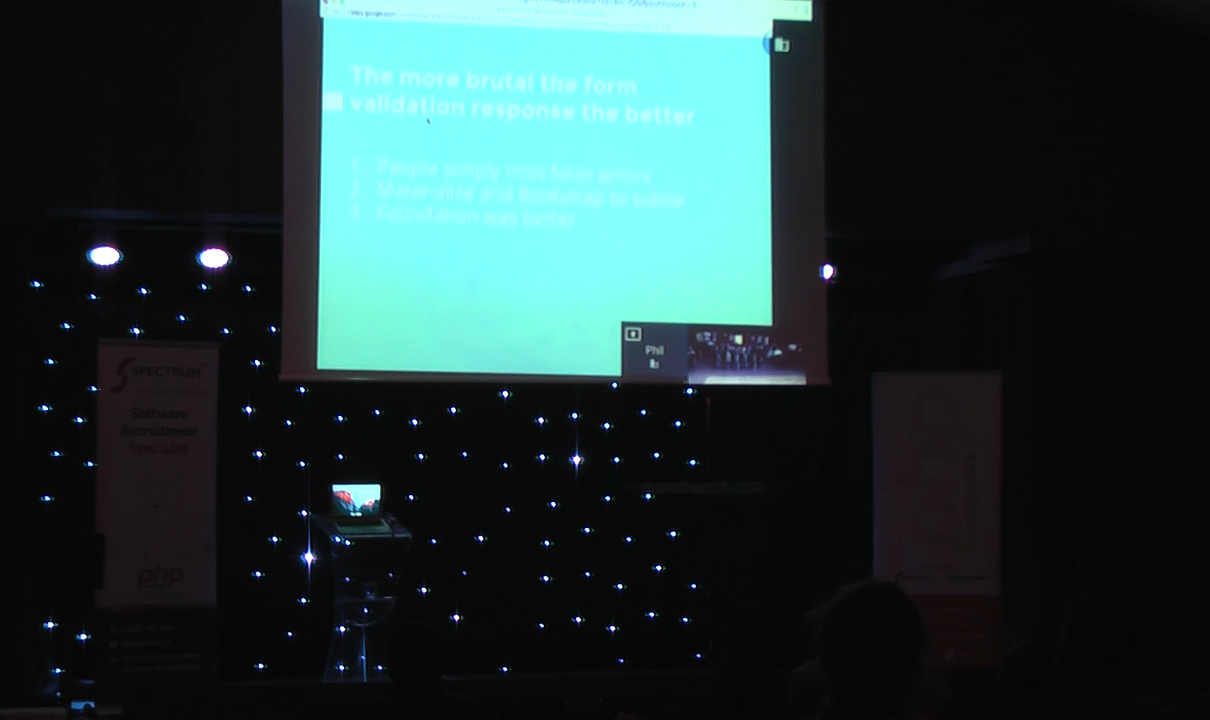 The more brutal the form
validation response the better
1. People simply miss form errors
2. Materialize and Bootstrap to subtle
3. Foundation was better
Phil
SPECTRUM
Software
Recruitment
Specialist
php
php